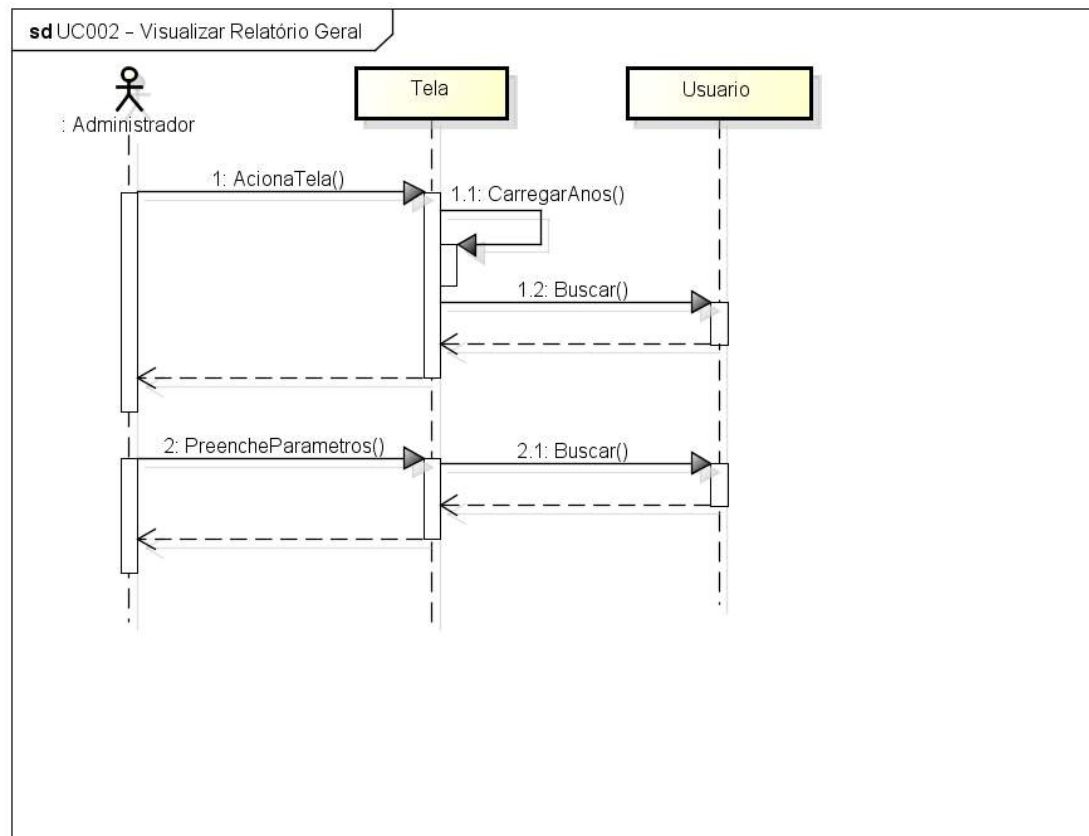 sd UC002 – Visualizar Relatório Geral
: Administrador
Tela
Usuario
1: AcionaTela()
1.1: CarregarAnos()
1.2: Buscar()
2: PreencheParametros()
2.1: Buscar()